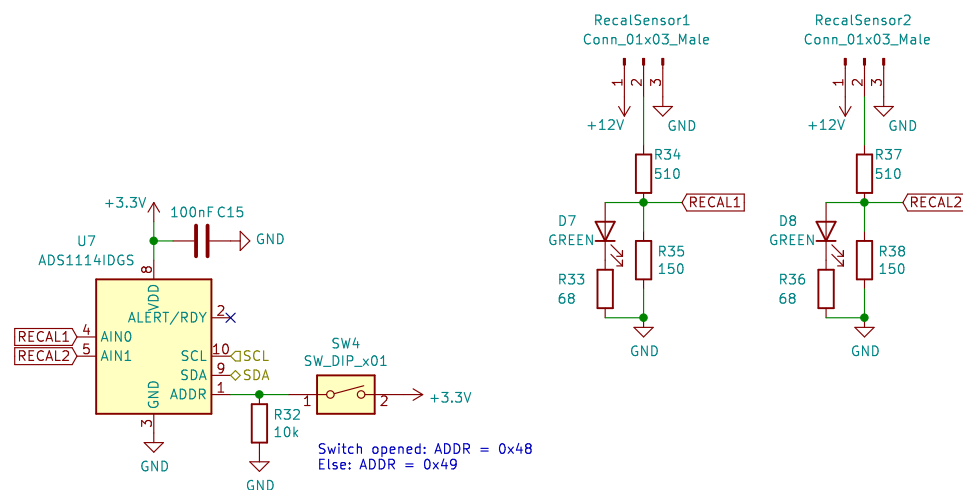 RecalSensor1
Conn_01x03_Male
1
2
3
+12V
GND
R34
510
RECAL1
D7
GREEN
R35
150
R33
68
GND
RecalSensor2
Conn_01x03_Male
1
2
3
+12V
GND
R37
510
RECAL2
D8
GREEN
R38
150
R36
68
GND
+3.3V
100nF C15
GND
U7
ADS1114IDGS
8
VDD
ALERT/RDY 2
RECAL1 4 AIN0
RECAL2 5 AIN1
SCL 10 SCL
SDA 9 SDA
ADDR 1
GND
3
GND
SW4
SW_DIP_x01
1
2
+3.3V
R32
10k
GND
Switch opened: ADDR = 0x48
Else: ADDR = 0x49